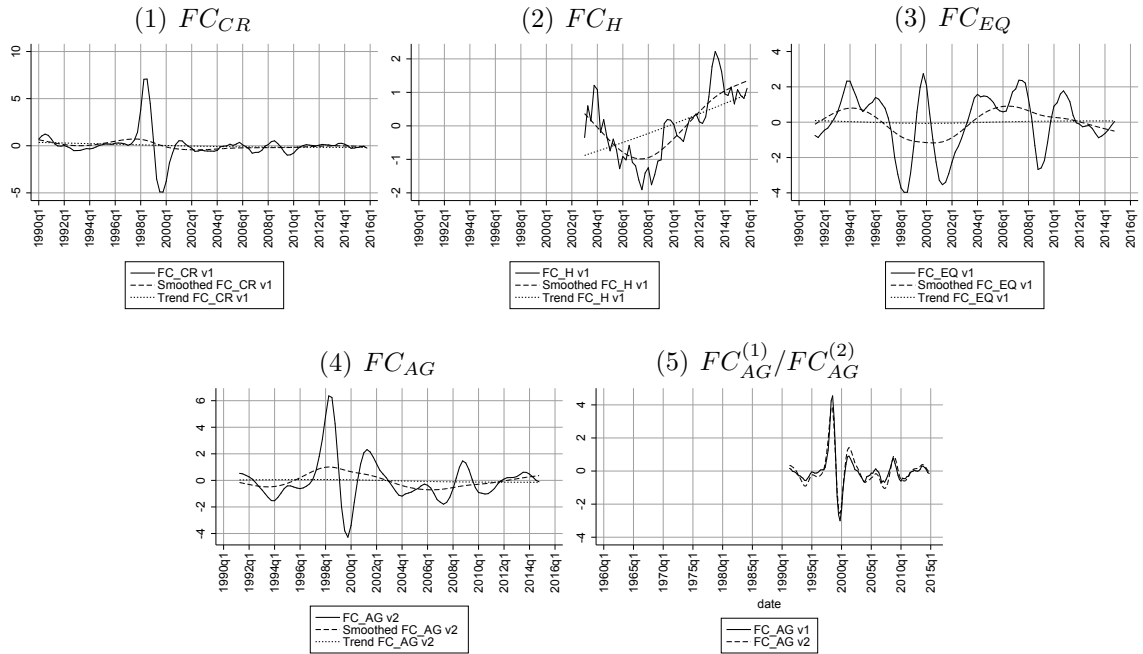 (1) FC_CR
(2) FC_H
(3) FC_EQ
10
5
0
-5
1990q1 1992q1 1994q1 1996q1 1998q1 2000q1 2002q1 2004q1 2006q1 2008q1 2010q1 2012q1 2014q1 2016q1
FC_CR v1
Smoothed FC_CR v1
Trend FC_CR v1
2
1
0
-1
-2
1990q1 1992q1 1994q1 1996q1 1998q1 2000q1 2002q1 2004q1 2006q1 2008q1 2010q1 2012q1 2014q1 2016q1
FC_H v1
Smoothed FC_H v1
Trend FC_H v1
4
2
0
-2
-4
1990q1 1992q1 1994q1 1996q1 1998q1 2000q1 2002q1 2004q1 2006q1 2008q1 2010q1 2012q1 2014q1 2016q1
FC_EQ v1
Smoothed FC_EQ v1
Trend FC_EQ v1
(4) FC_AG
(5) FC_AG^(1)/FC_AG^(2)
6
4
2
0
-2
-4
1990q1 1992q1 1994q1 1996q1 1998q1 2000q1 2002q1 2004q1 2006q1 2008q1 2010q1 2012q1 2014q1 2016q1
FC_AG v2
Smoothed FC_AG v2
Trend FC_AG v2
4
2
0
-2
-4
1960q1 1965q1 1970q1 1975q1 1980q1 1985q1 1990q1 1995q1 2000q1 2005q1 2010q1 2015q1
date
FC_AG v1
FC_AG v2